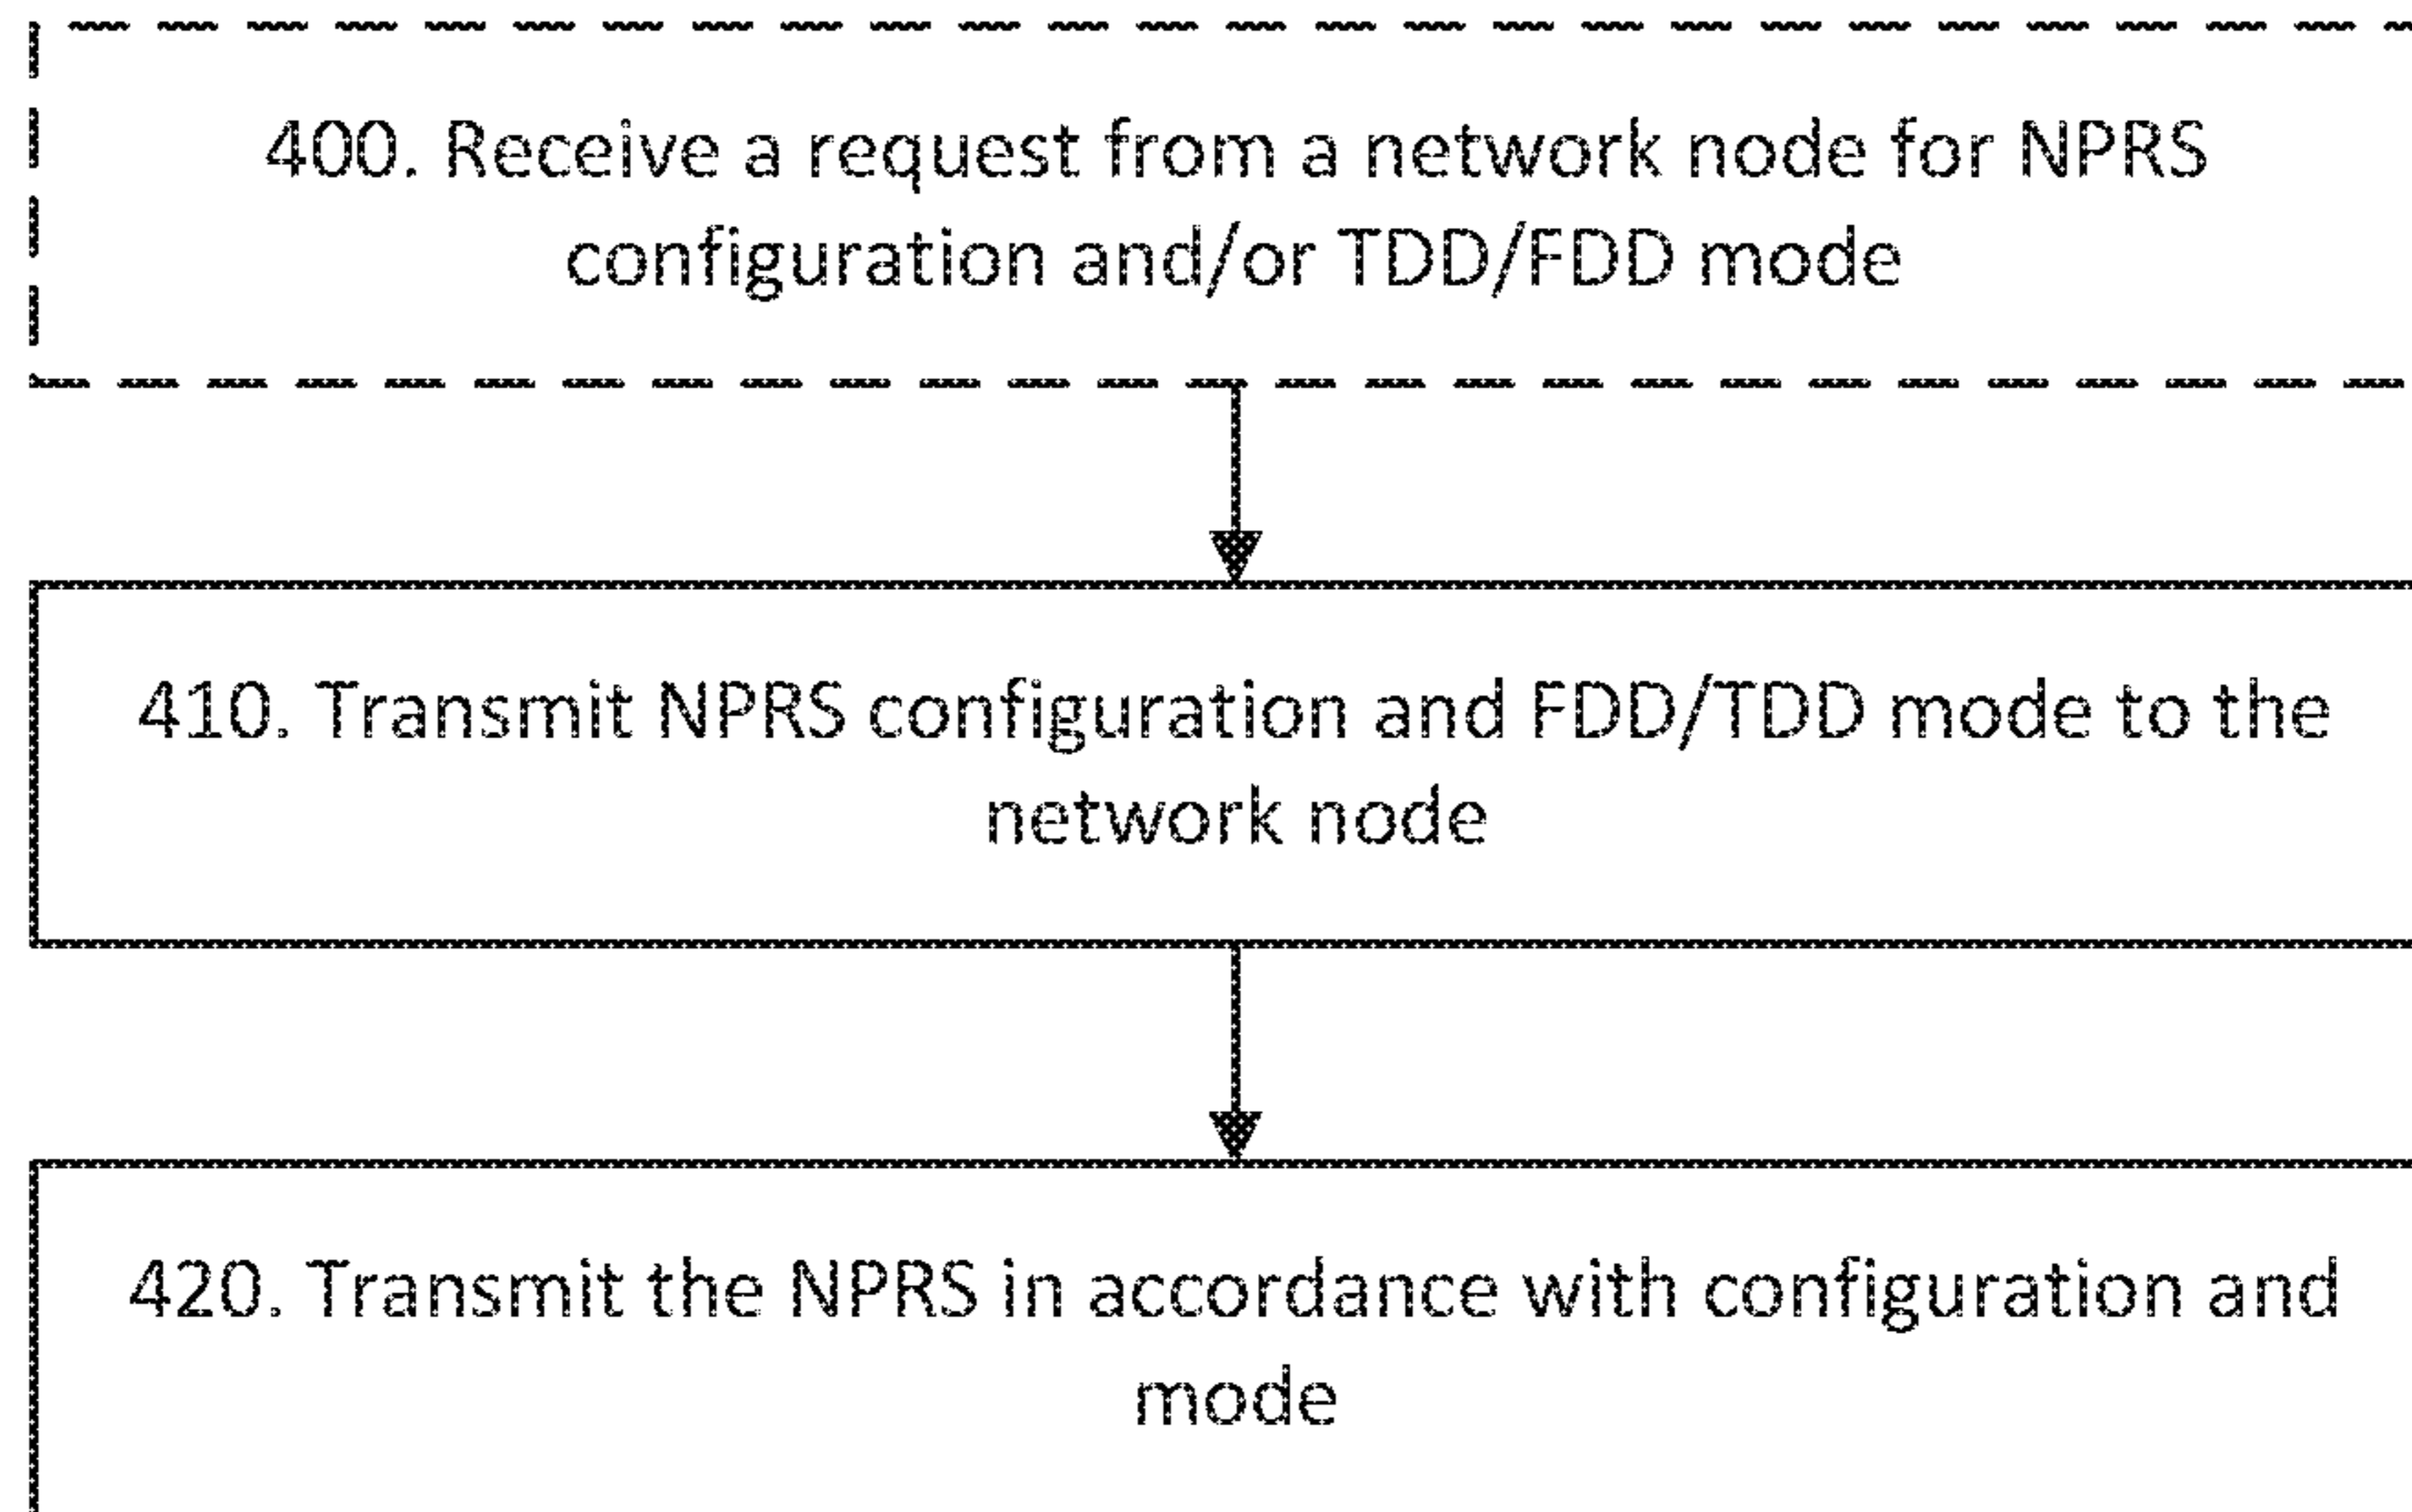 400. Receive a request from a network node for NPRS
configuration and/or TDD/FDD mode
410. Transmit NPRS configuration and FDD/TDD mode to the
network node
420. Transmit the NPRS in accordance with configuration and
mode